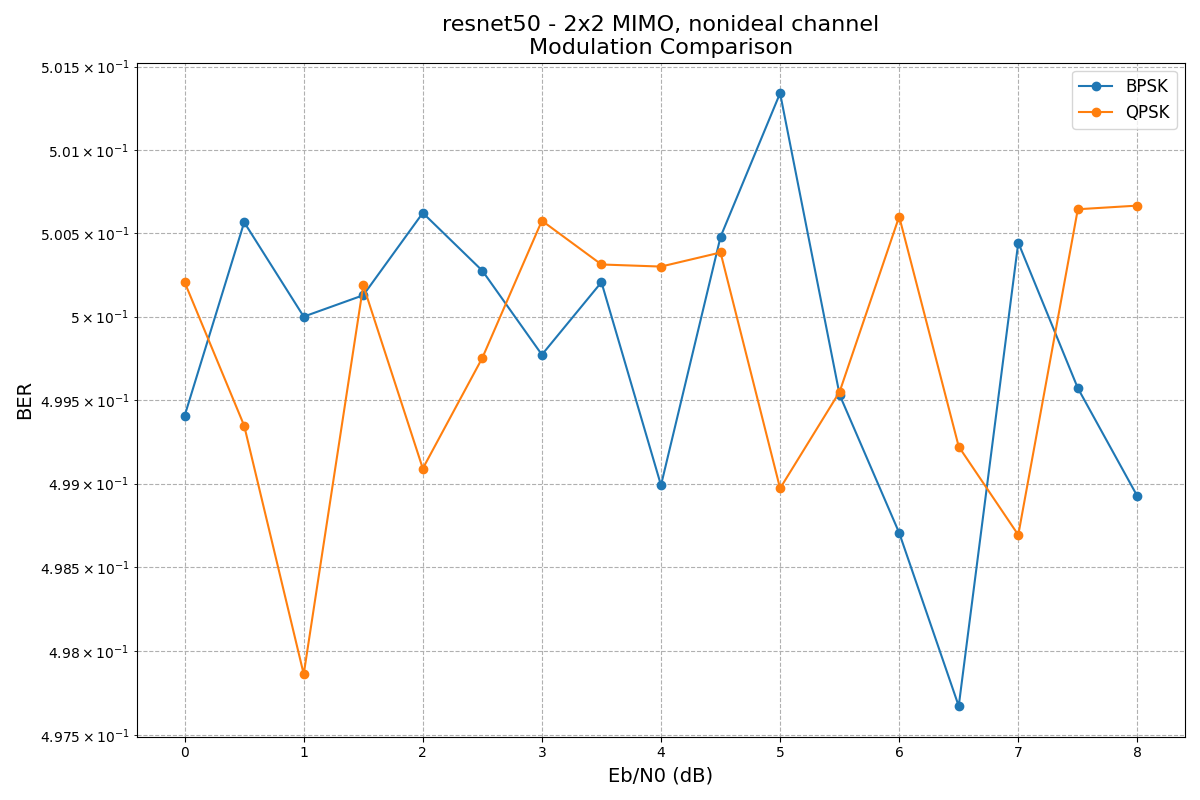 resnet50 - 2x2 MIMO, nonideal channel
Modulation Comparison
5.015 × 10⁻¹
5.01 × 10⁻¹
5.005 × 10⁻¹
5 × 10⁻¹
4.995 × 10⁻¹
4.99 × 10⁻¹
4.985 × 10⁻¹
4.98 × 10⁻¹
4.975 × 10⁻¹
BER
BPSK
QPSK
0 1 2 3 4 5 6 7 8
Eb/N0 (dB)